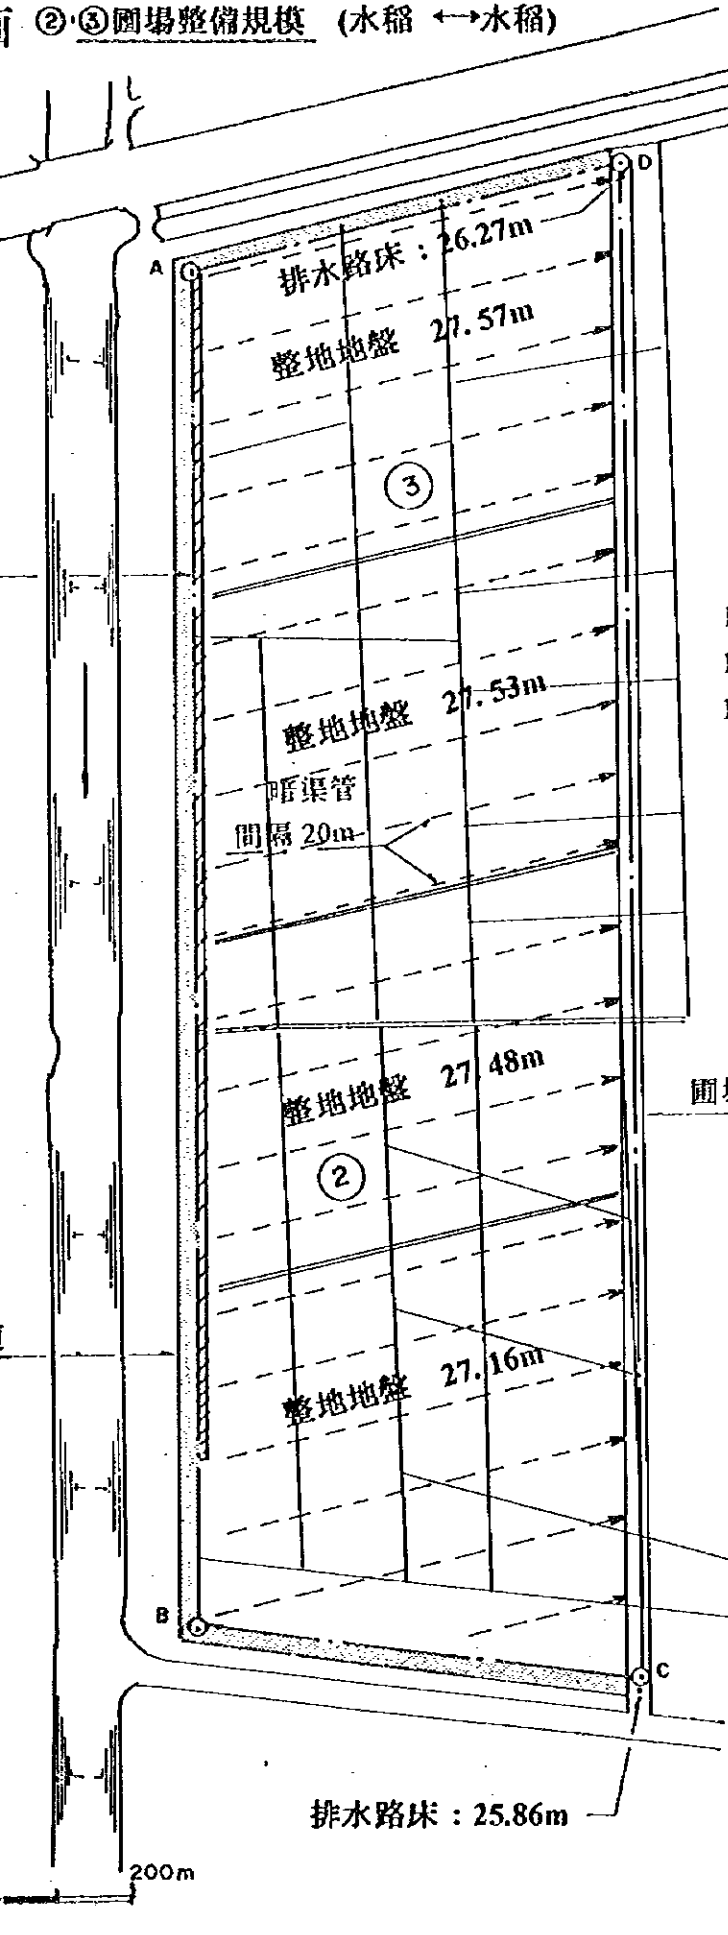 ②·③圃場整備規模 (水稲 ↔水稲)
D
A
排水路床：26.27m
整地地盤 27.57m
③
整地地盤 27.53m
暗渠管
間隔 20m
整地地盤 27.48m
圃
②
整地地盤 27.16m
B
C
排水路床：25.86m
200m